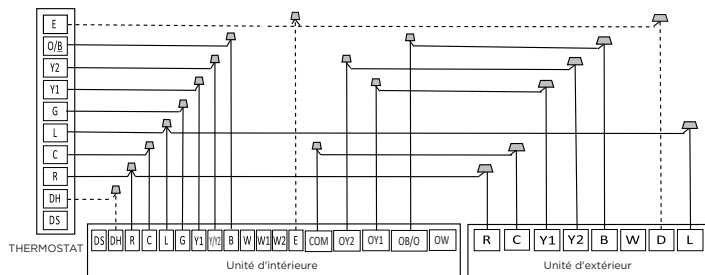 E
O/B
Y2
Y1
G
L
C
R
DH
DS
THERMOSTAT
DS DH R C L G Y1 Y/Y2 B W W1 W2 E COM OY2 OY1 OB/O OW
Unité d'intérieure
R C Y1 Y2 B W D L
Unité d'extérieur